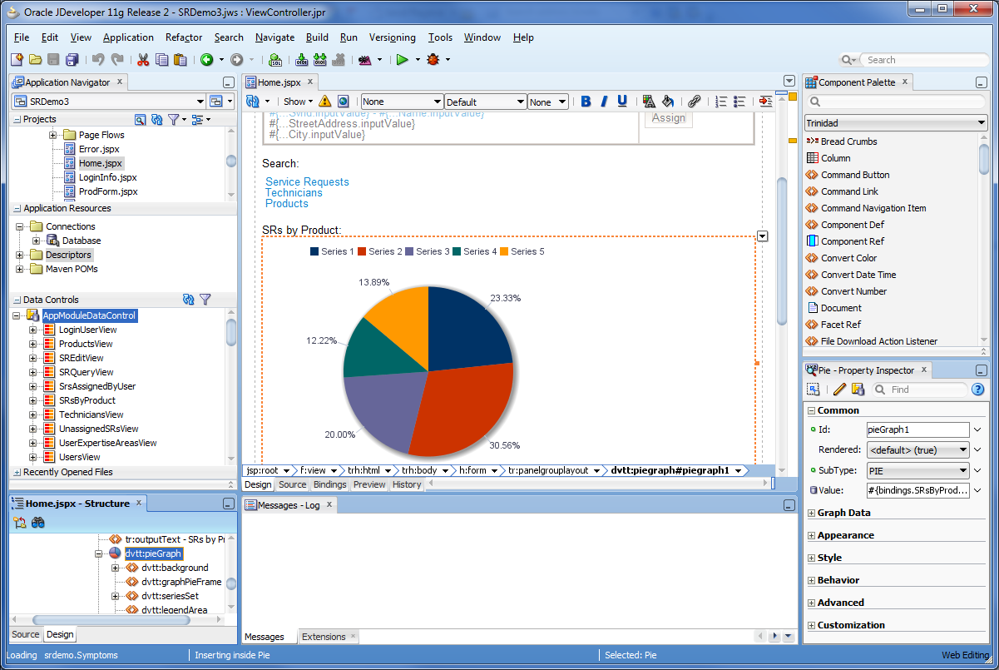 Oracle JDeveloper 11g Release 2 - SRDemo3.jws : ViewController.jpr
File Edit View Application Refactor Search Navigate Build Run Versioning Tools Window Help
Search
Application Navigator
SRDemo3
Projects
Page Flows
Error.jspx
Home.jspx
LoginInfo.jspx
ProdForm.jspx
Application Resources
Connections
Database
Descriptors
Maven POMs
Data Controls
AppModuleDataControl
LoginUserView
ProductsView
SREditView
SRQueryView
SrsAssignedByUser
SRsByProduct
TechniciansView
UnassignedSRsView
UserExpertiseAreasView
UsersView
Recently Opened Files
Home.jspx - Structure
tr:outputText - SRs by Pr
dvtt:pieGraph
dvtt:background
dvtt:graphPieFrame
dvtt:seriesSet
dvtt:legendArea
Source Design
Home.jspx
Show None Default None B I U
#{...SvrId.inputValue} - #{...Name.inputValue}
#{...StreetAddress.inputValue}
#{...City.inputValue}
Assign
Search:
Service Requests
Technicians
Products
SRs by Product:
Series 1 Series 2 Series 3 Series 4 Series 5
13.89%
23.33%
12.22%
20.00%
30.56%
jsp:root f:view trh:html trh:body h:form tr:panelgrouplayout dvtt:piegraph#piegraph1
Design Source Bindings Preview History
Messages - Log
Messages Extensions
Component Palette
Trinidad
Bread Crumbs
Column
Command Button
Command Link
Command Navigation Item
Component Def
Component Ref
Convert Color
Convert Date Time
Convert Number
Document
Facet Ref
File Download Action Listener
Pie - Property Inspector
Find
Common
Id: pieGraph1
Rendered: <default> (true)
SubType: PIE
Value: #{bindings.SRsByProd...
Graph Data
Appearance
Style
Behavior
Advanced
Customization
Loading srdemo.Symptoms Inserting inside Pie Selected: Pie Web Editing